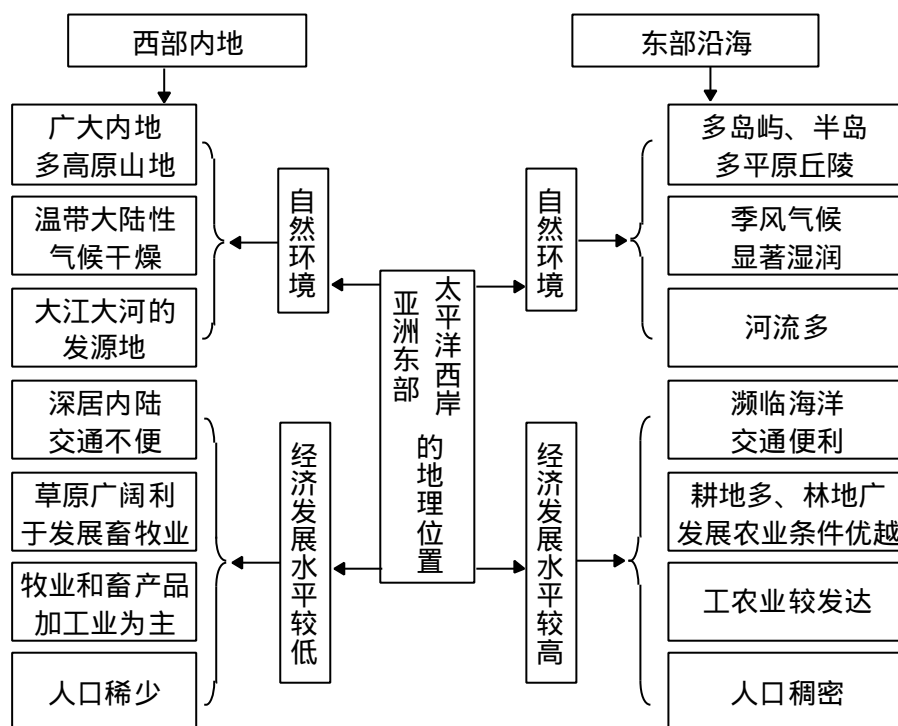 西部内地
东部沿海
广大内地
多高原山地
温带大陆性
气候干燥
大江大河的
发源地
深居内陆
交通不便
草原广阔利
于发展畜牧业
牧业和畜产品
加工业为主
人口稀少
自然环境
经济发展水平较低
亚洲东部
太平洋西岸
的地理位置
自然环境
经济发展水平较高
多岛屿、半岛
多平原丘陵
季风气候
显著湿润
河流多
濒临海洋
交通便利
耕地多、林地广
发展农业条件优越
工农业较发达
人口稠密